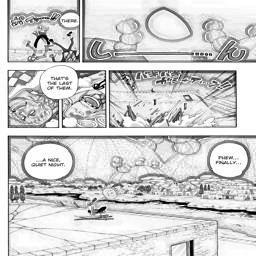 THERE.
THAT'S
THE LAST
OF THEM.
...A NICE,
QUIET NIGHT.
PHEW...
FINALLY...